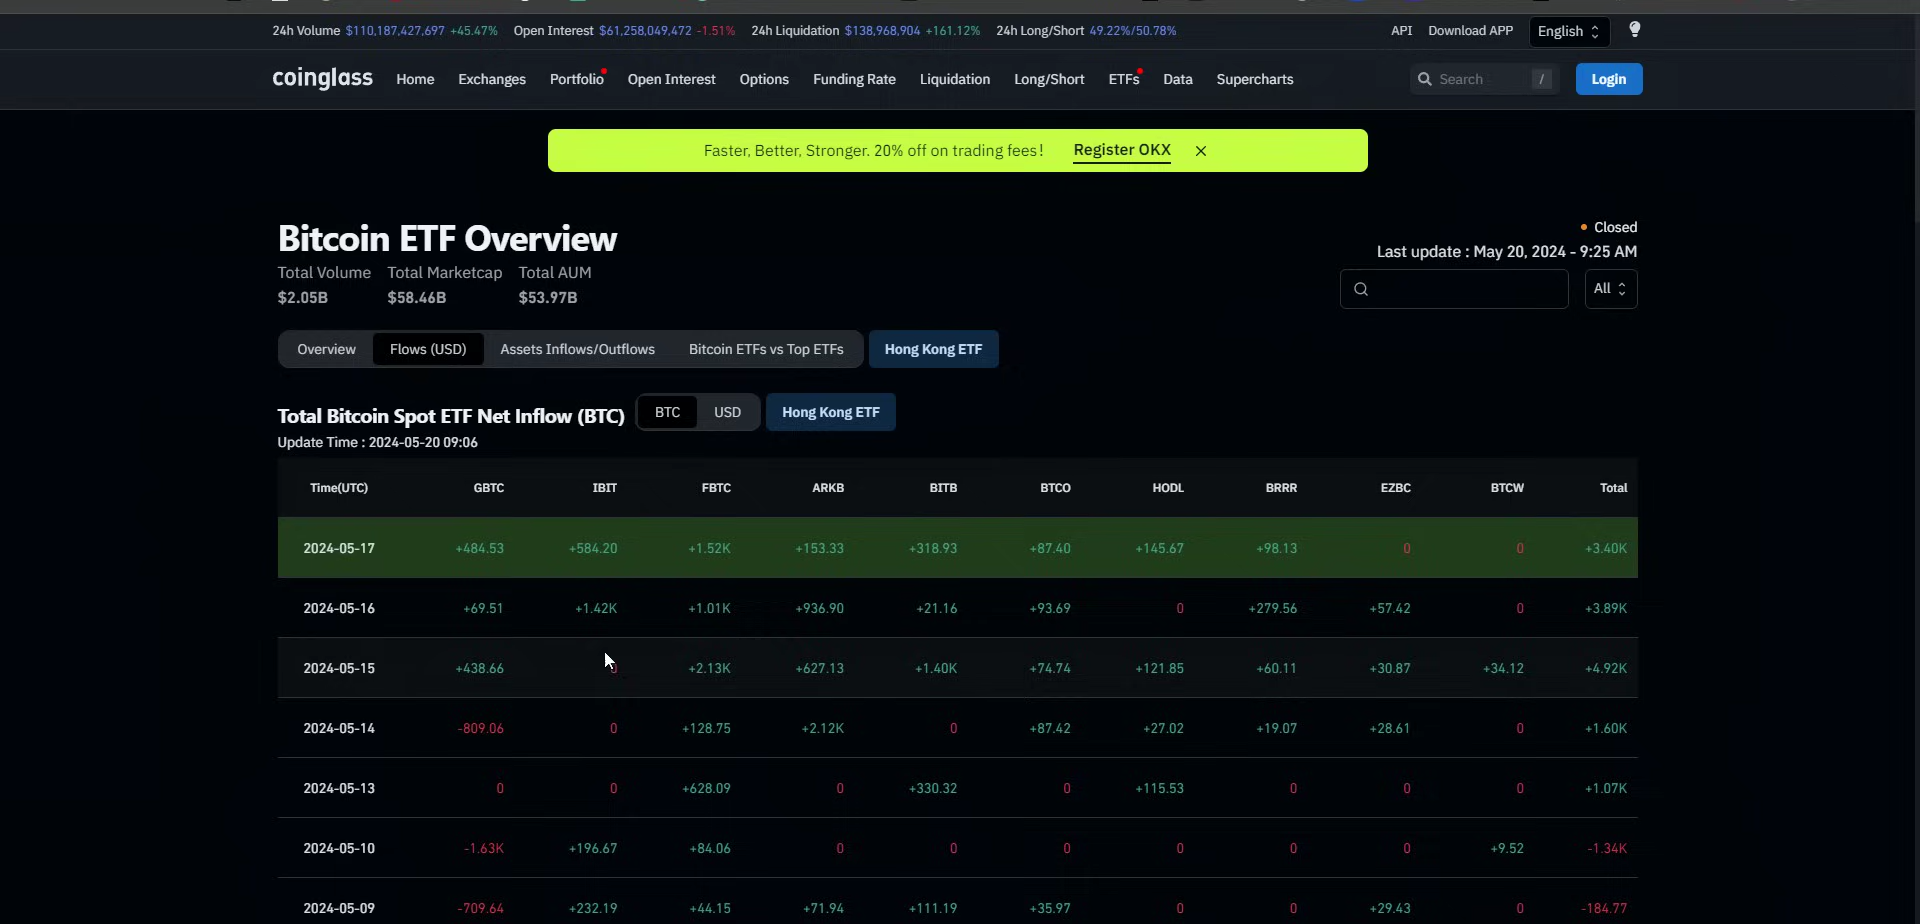 24h Volume $110,187,427,697 +45.47% Open Interest $61,258,049,472 -1.51% 24h Liquidation $138,968,904 +161.12% 24h Long/Short 49.22%/50.78% API Download APP English
coinglass Home Exchanges Portfolio Open Interest Options Funding Rate Liquidation Long/Short ETFs Data Supercharts Search / Login
Faster, Better, Stronger. 20% off on trading fees! Register OKX
Bitcoin ETF Overview
Closed
Last update : May 20, 2024 - 9:25 AM
Total Volume Total Marketcap Total AUM
$2.05B $58.46B $53.97B
All
Overview Flows (USD) Assets Inflows/Outflows Bitcoin ETFs vs Top ETFs Hong Kong ETF
Total Bitcoin Spot ETF Net Inflow (BTC) BTC USD Hong Kong ETF
Update Time : 2024-05-20 09:06
Time(UTC) GBTC IBIT FBTC ARKB BITB BTCO HODL BRRR EZBC BTCW Total
2024-05-17 +484.53 +584.20 +1.52K +153.33 +318.93 +87.40 +145.67 +98.13 0 0 +3.40K
2024-05-16 +69.51 +1.42K +1.01K +936.90 +21.16 +93.69 0 +279.56 +57.42 0 +3.89K
2024-05-15 +438.66 0 +2.13K +627.13 +1.40K +74.74 +121.85 +60.11 +30.87 +34.12 +4.92K
2024-05-14 -809.06 0 +128.75 +2.12K 0 +87.42 +27.02 +19.07 +28.61 0 +1.60K
2024-05-13 0 0 +628.09 0 +330.32 0 +115.53 0 0 0 +1.07K
2024-05-10 -1.63K +196.67 +84.06 0 0 0 0 0 0 +9.52 -1.34K
2024-05-09 -709.64 +232.19 +44.15 +71.94 +111.19 +35.97 0 0 +29.43 0 -184.77